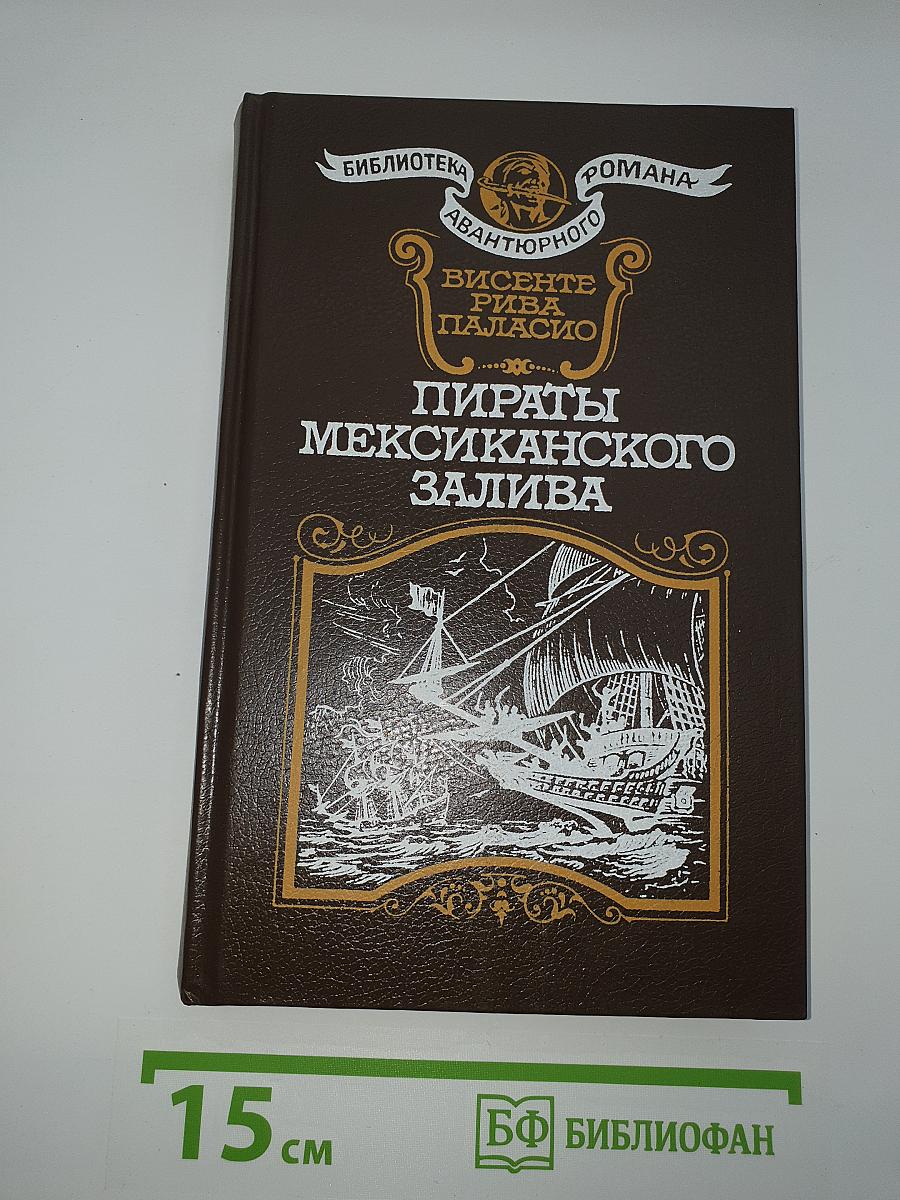 БИБЛИОТЕКА
АВАНТЮРНОГО
РОМАНА
ВИСЕНТЕ
РИВА
ПАЛАСИО
ПИРАТЫ
МЕКСИКАНСКОГО
ЗАЛИВА
15 см
БФ БИБЛИОФАН